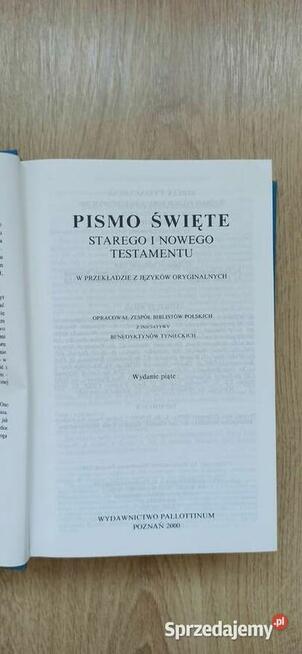 PISMO ŚWIĘTE
STAREGO I NOWEGO
TESTAMENTU
W PRZEKŁADZIE Z JĘZYKÓW ORYGINALNYCH
OPRACOWAŁ ZESPÓŁ BIBLISTÓW POLSKICH
Z INICJATYWY
BENEDYKTYNÓW TYNIECKICH
Wydanie piąte
WYDAWNICTWO PALLOTTINUM
POZNAŃ 2000
Sprzedajemy.pl